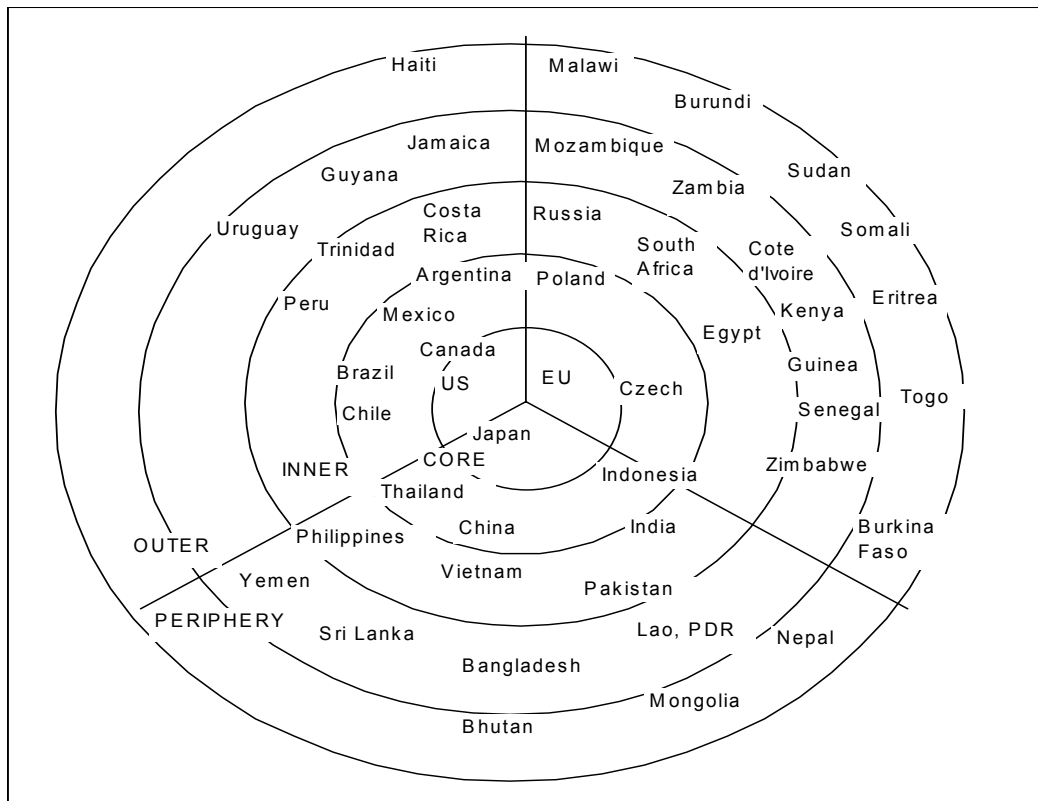 Haiti
Malawi
Burundi
Jamaica
Mozambique
Guyana
Zambia
Sudan
Uruguay
Costa
Rica
Russia
Trinidad
South
Africa
Cote
d'Ivoire
Somali
Argentina
Poland
Peru
Mexico
Kenya
Eritrea
Egypt
Canada
Guinea
Brazil
US
EU
Czech
Togo
Chile
Senegal
Japan
CORE
INNER
Indonesia
Zimbabwe
Thailand
China
India
Philippines
Burkina
Faso
OUTER
Vietnam
Yemen
Pakistan
PERIPHERY
Sri Lanka
Lao, PDR
Nepal
Bangladesh
Mongolia
Bhutan